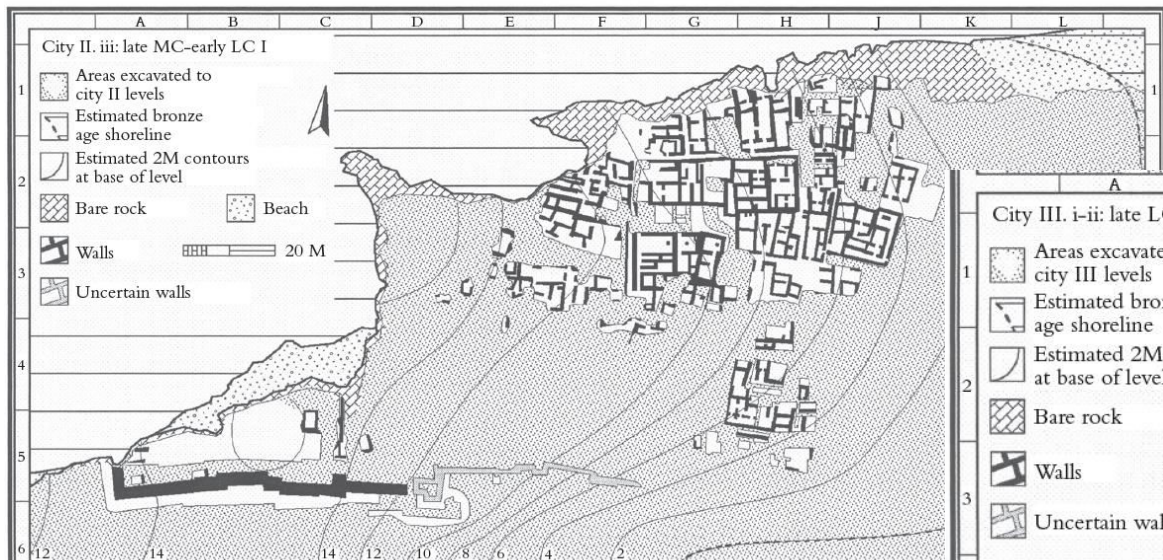 A B C D E F G H J K L
City II. iii: late MC-early LC I
Areas excavated to
city II levels
Estimated bronze
age shoreline
Estimated 2M contours
at base of level
Bare rock
Beach
Walls
20 M
Uncertain walls
1
2
3
4
5
6
1
12 14 14 12 10 8 6 4 2
A
City III. i-ii: late L
Areas excavate
city III levels
Estimated bro
age shoreline
Estimated 2M
at base of leve
Bare rock
Walls
Uncertain wal
1
2
3